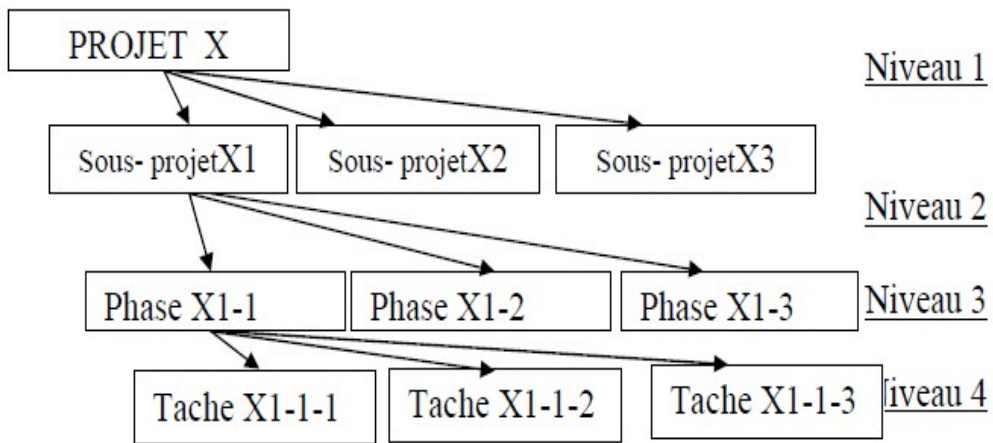 PROJET X
Niveau 1
Sous- projetX1
Sous- projetX2
Sous- projetX3
Niveau 2
Phase X1-1
Phase X1-2
Phase X1-3
Niveau 3
Tache X1-1-1
Tache X1-1-2
Tache X1-1-3
iveau 4